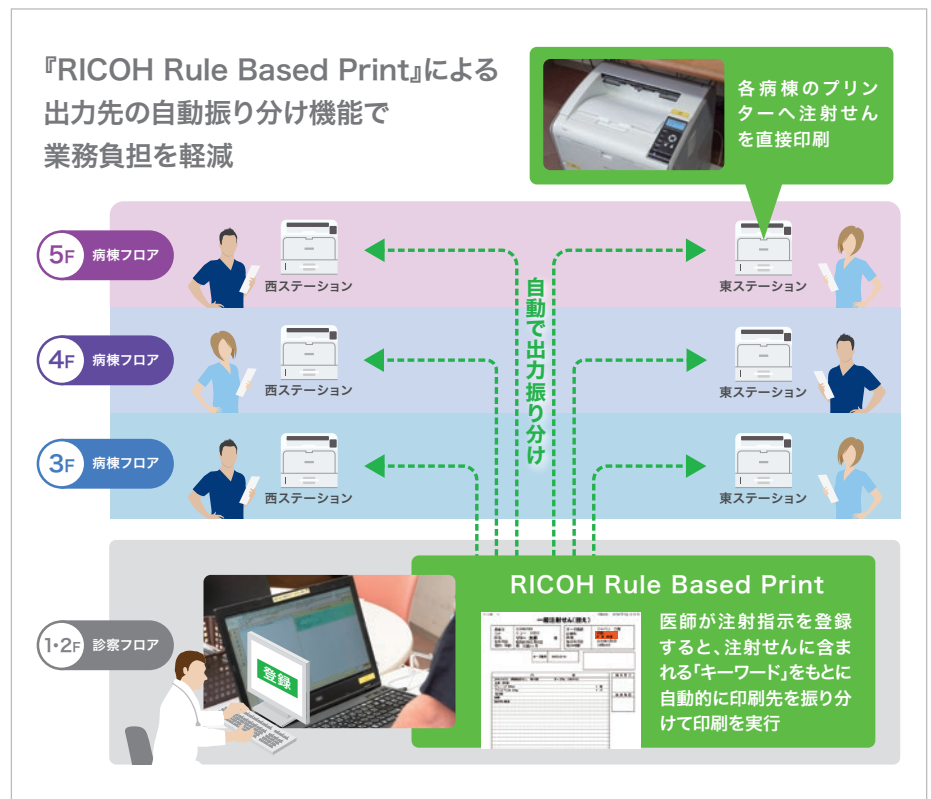 『RICOH Rule Based Print』による
出力先の自動振り分け機能で
業務負担を軽減
各病棟のプリン
ターへ注射せん
を直接印刷
5F 病棟フロア
西ステーション
東ステーション
4F 病棟フロア
西ステーション
東ステーション
3F 病棟フロア
西ステーション
東ステーション
自動で出力振り分け
1・2F 診察フロア
登録
RICOH Rule Based Print
一般注射せん(控え)
医師が注射指示を登録
すると、注射せんに含ま
れる「キーワード」をもとに
自動的に印刷先を振り分
けて印刷を実行